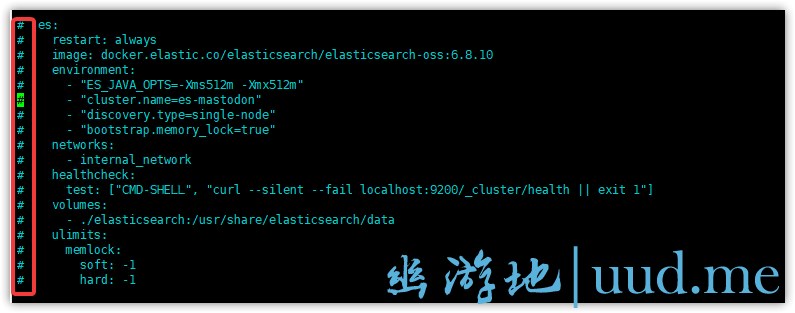 #  es:
#    restart: always
#    image: docker.elastic.co/elasticsearch/elasticsearch-oss:6.8.10
#    environment:
#      - "ES_JAVA_OPTS=-Xms512m -Xmx512m"
#      - "cluster.name=es-mastodon"
#      - "discovery.type=single-node"
#      - "bootstrap.memory_lock=true"
#    networks:
#      - internal_network
#    healthcheck:
#      test: ["CMD-SHELL", "curl --silent --fail localhost:9200/_cluster/health || exit 1"]
#    volumes:
#      - ./elasticsearch:/usr/share/elasticsearch/data
#    ulimits:
#      memlock:
#        soft: -1
#        hard: -1
幽游地|uud.me